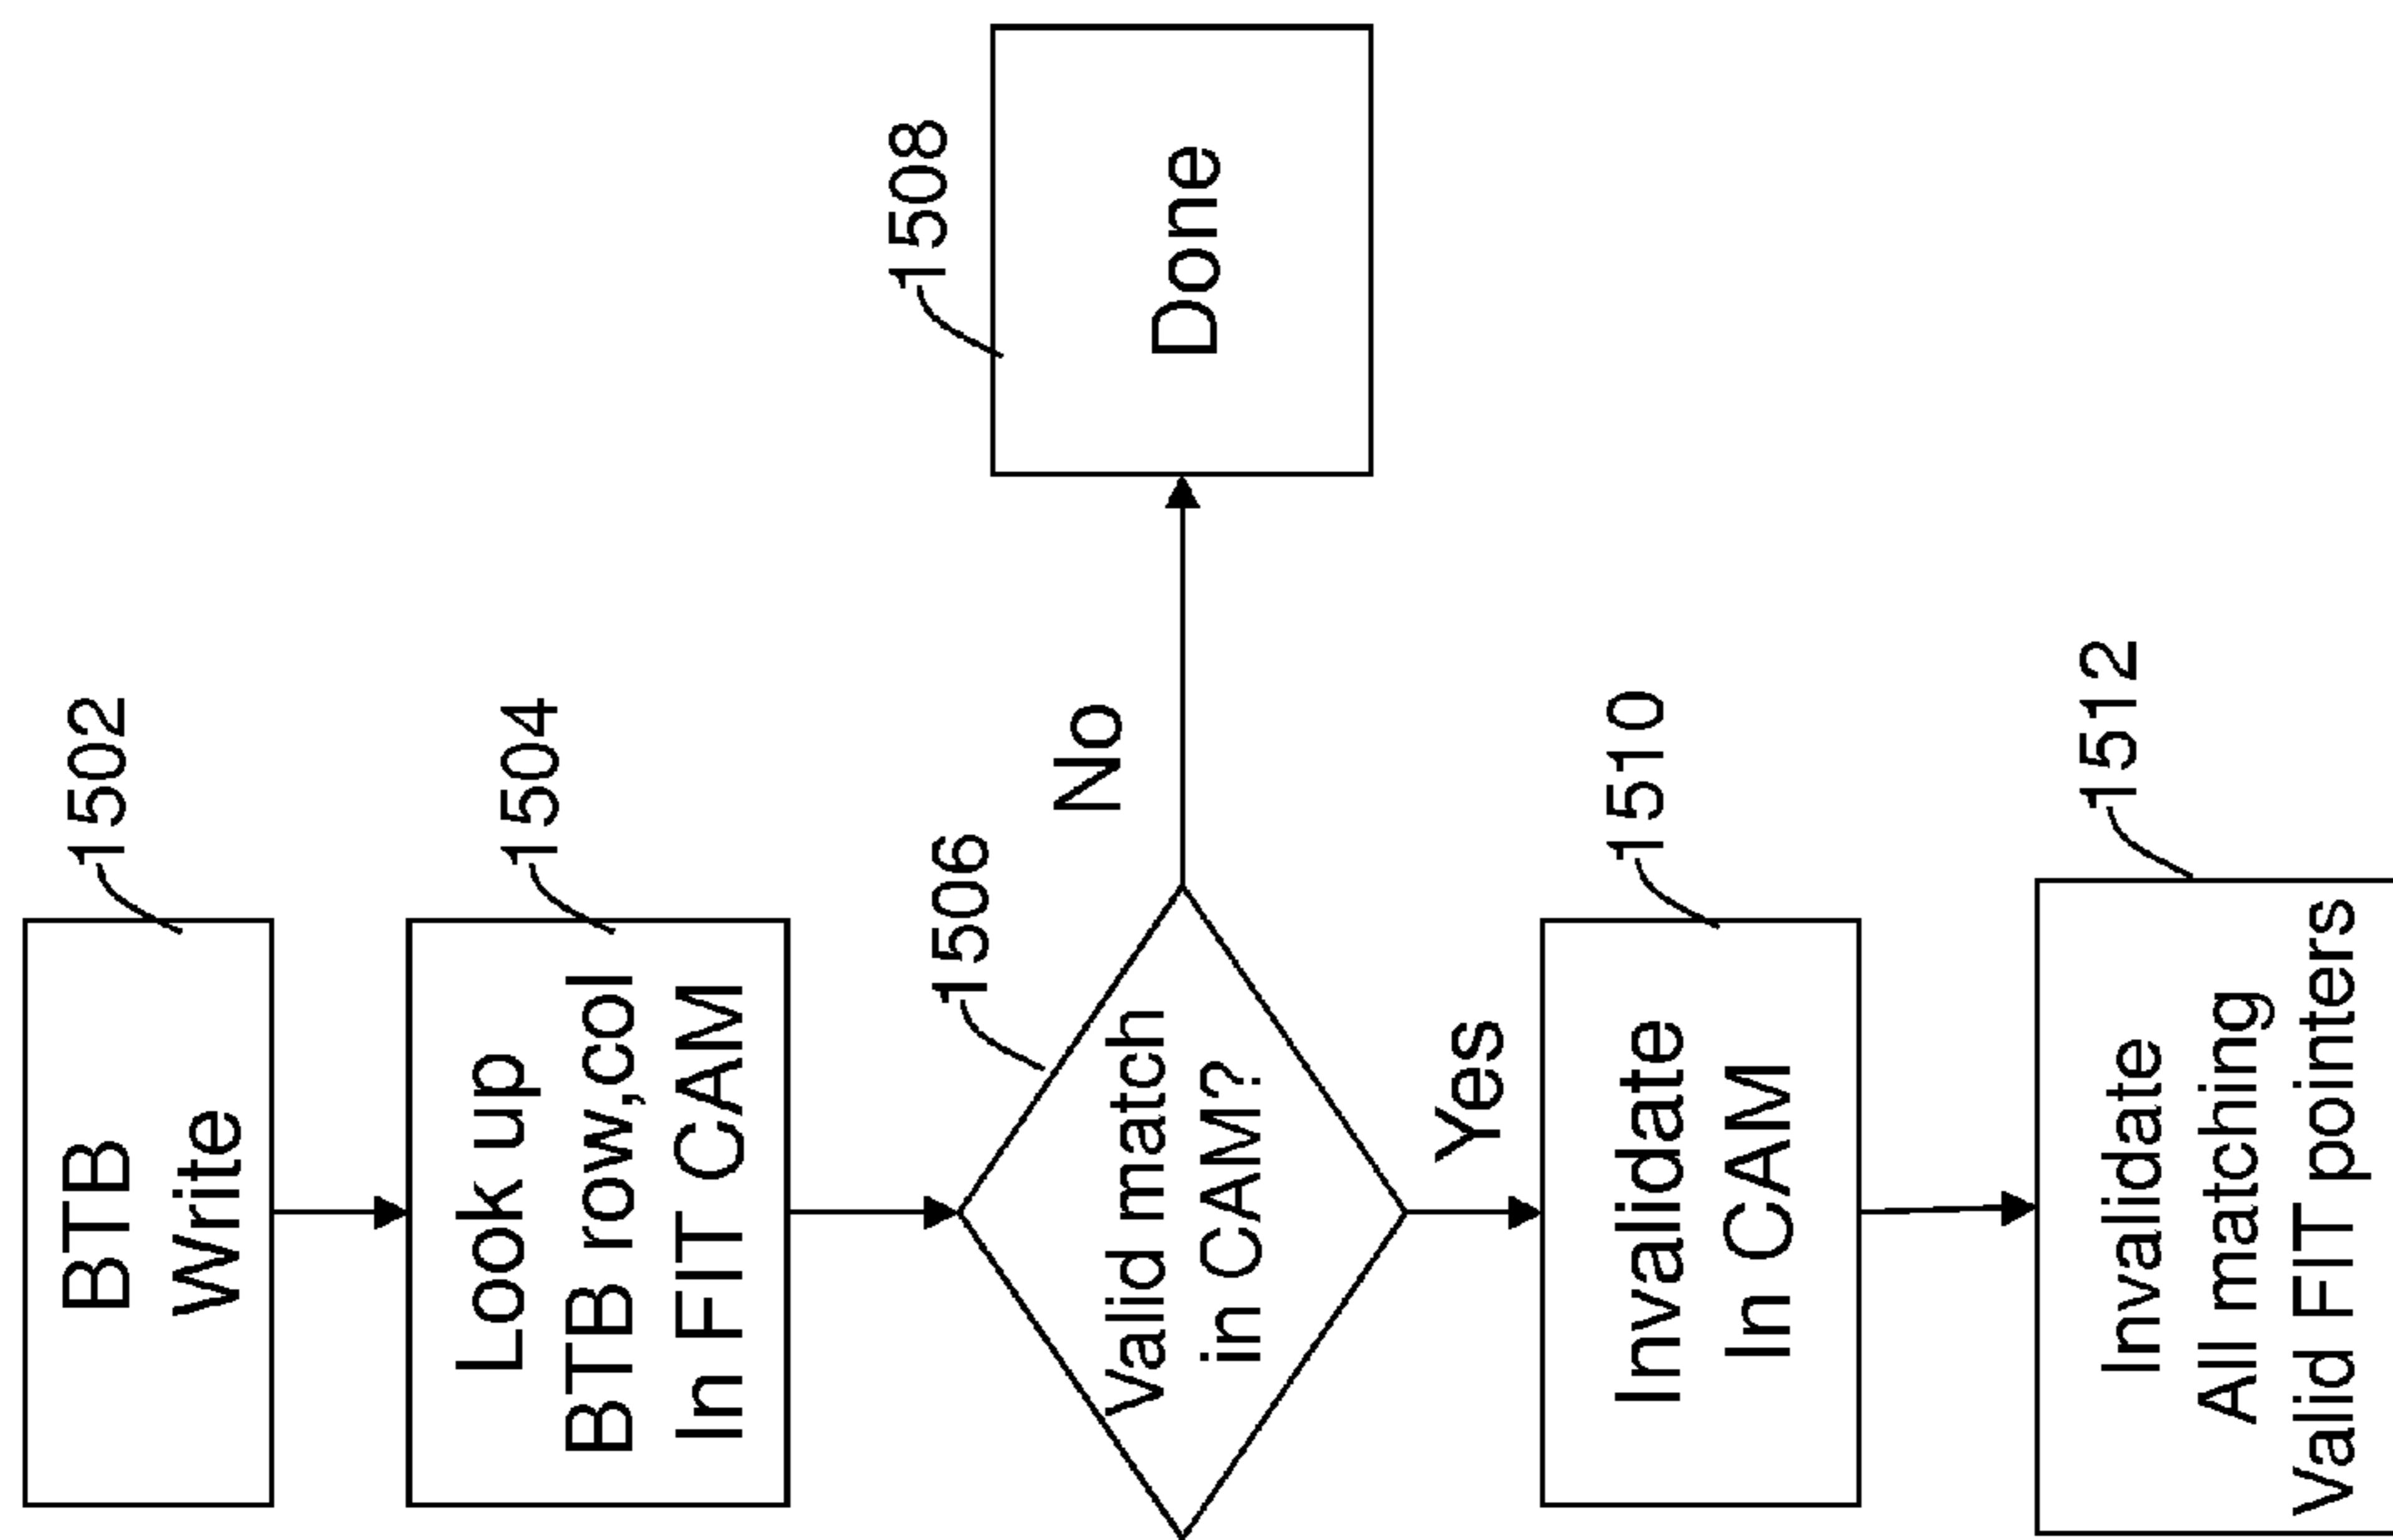 1502
BTB
Write
1504
Look up
BTB row,col
In FIT CAM
1506
Valid match
in CAM?
No
1508
Done
Yes
1510
Invalidate
In CAM
1512
Invalidate
All matching
Valid FIT pointers